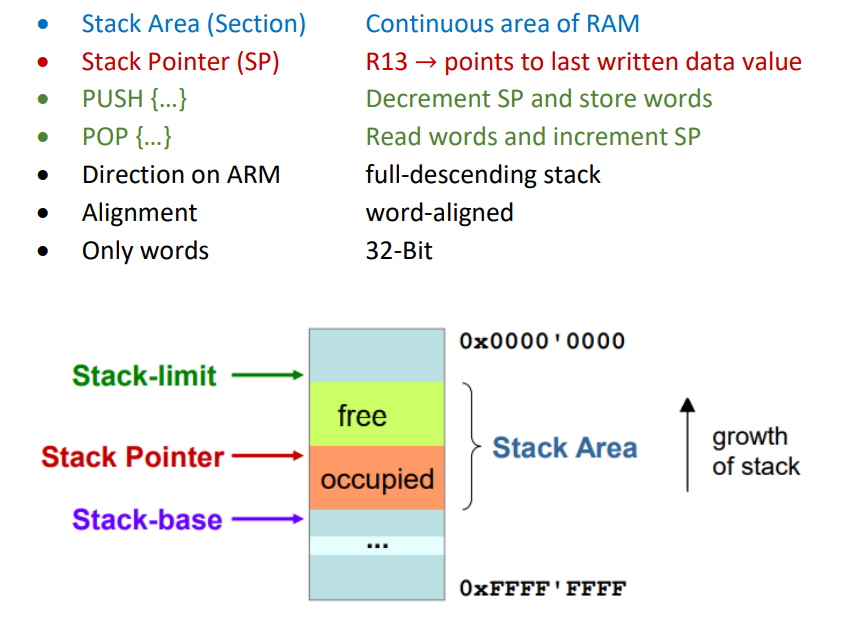 • Stack Area (Section) Continuous area of RAM
• Stack Pointer (SP) R13 → points to last written data value
• PUSH {…} Decrement SP and store words
• POP {…} Read words and increment SP
• Direction on ARM full-descending stack
• Alignment word-aligned
• Only words 32-Bit
0x0000'0000
Stack-limit
free
Stack Pointer
Stack Area
growth
of stack
occupied
Stack-base
...
0xFFFF'FFFF